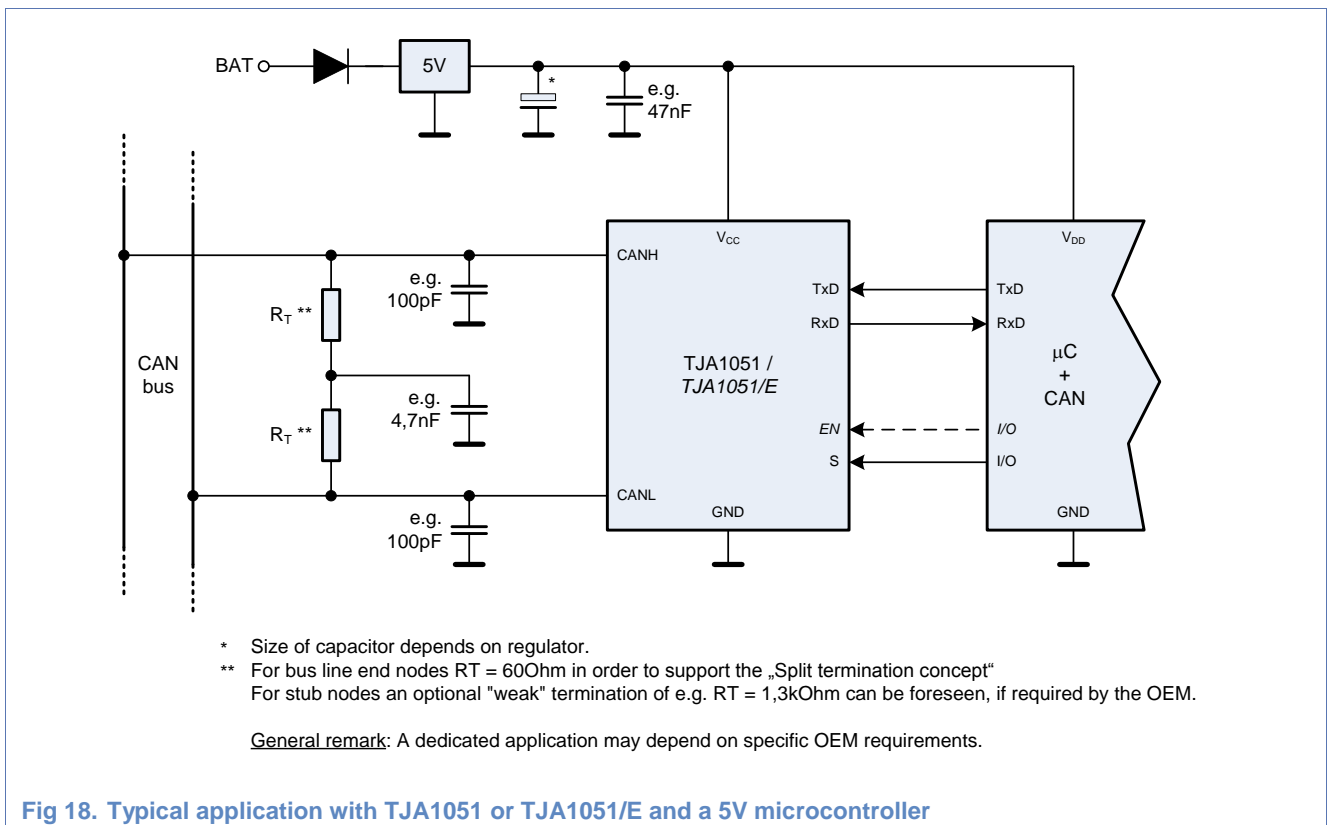 BAT
5V
*
e.g.
47nF
VCC
VDD
CANH
e.g.
100pF
TxD
TxD
RT **
RxD
RxD
CAN
bus
TJA1051 /
TJA1051/E
µC
+
CAN
e.g.
4,7nF
RT **
EN
I/O
S
I/O
CANL
GND
GND
e.g.
100pF
* Size of capacitor depends on regulator.
** For bus line end nodes RT = 60Ohm in order to support the „Split termination concept“
For stub nodes an optional "weak" termination of e.g. RT = 1,3kOhm can be foreseen, if required by the OEM.
General remark: A dedicated application may depend on specific OEM requirements.
Fig 18. Typical application with TJA1051 or TJA1051/E and a 5V microcontroller